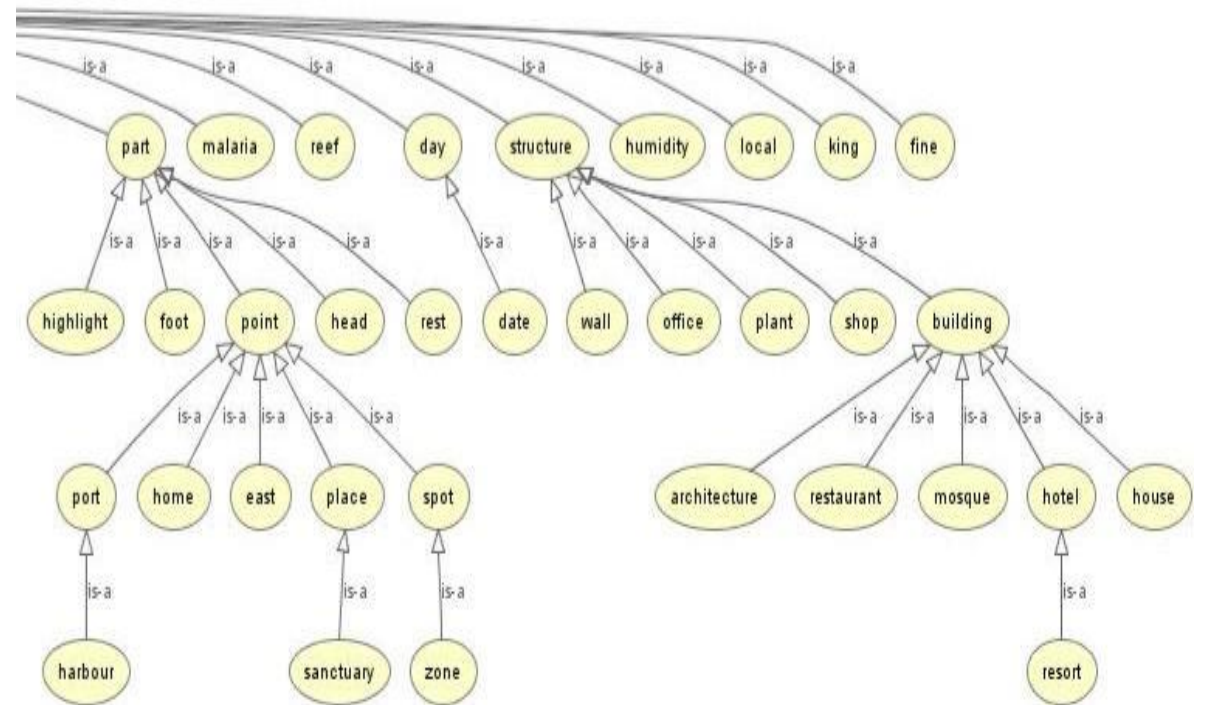 is-a is-a is-a is-a is-a is-a is-a is-a
part malaria reef day structure humidity local king fine
is-a is-a is-a is-a is-a is-a is-a is-a is-a is-a is-a
highlight foot point head rest date wall office plant shop building
is-a is-a is-a is-a is-a is-a is-a is-a is-a is-a
port home east place spot architecture restaurant mosque hotel house
is-a is-a is-a is-a
harbour sanctuary zone resort